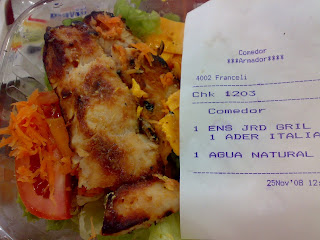 Comedor
¤¤¤Armador¤¤¤¤
4002 Franceli
Chk 1203
Comedor
1 ENS JRD GRIL
1 ADER ITALIA
1 AGUA NATURAL
25Nov'08 12: